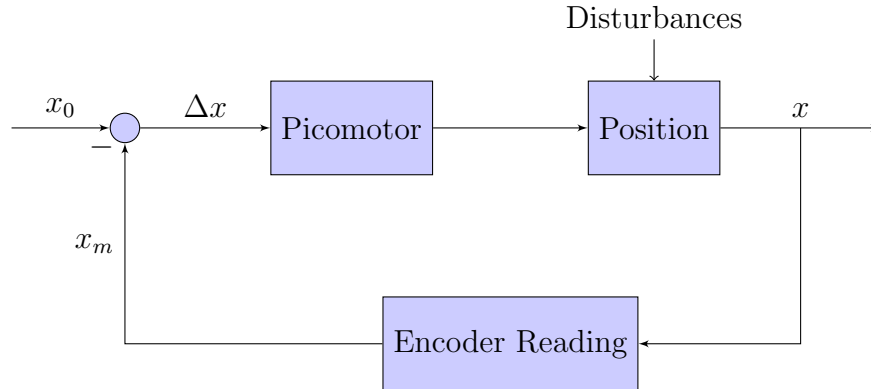 Disturbances
x₀
Δx
Picomotor
Position
x
−
xₘ
Encoder Reading